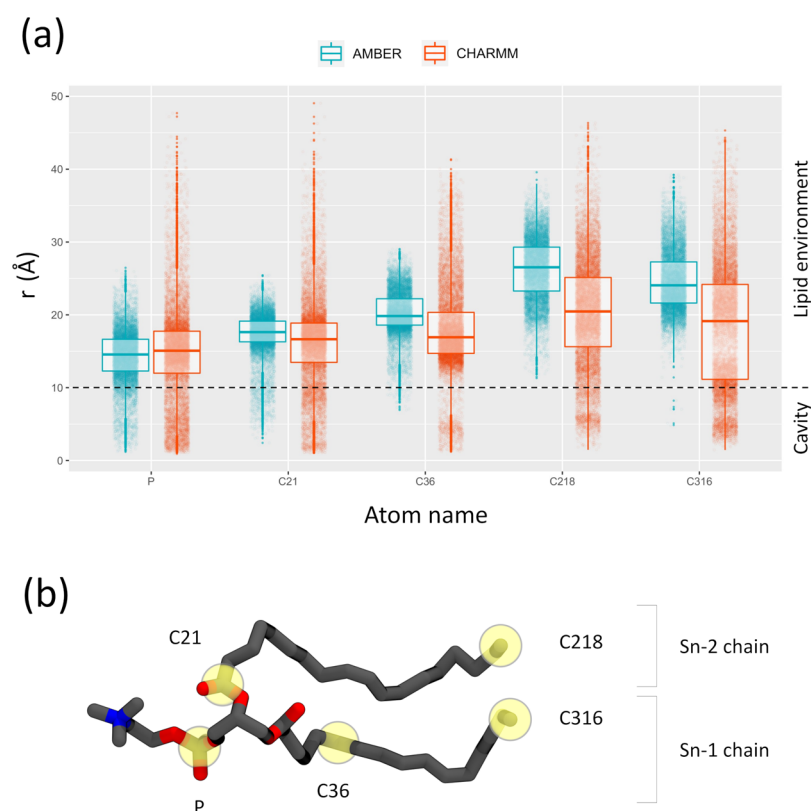 (a)
AMBER CHARMM
50
40
30
20
10
0
r (Å)
Lipid environment
Cavity
P C21 C36 C218 C316
Atom name
(b)
C21
C218
Sn-2 chain
C316
Sn-1 chain
C36
P